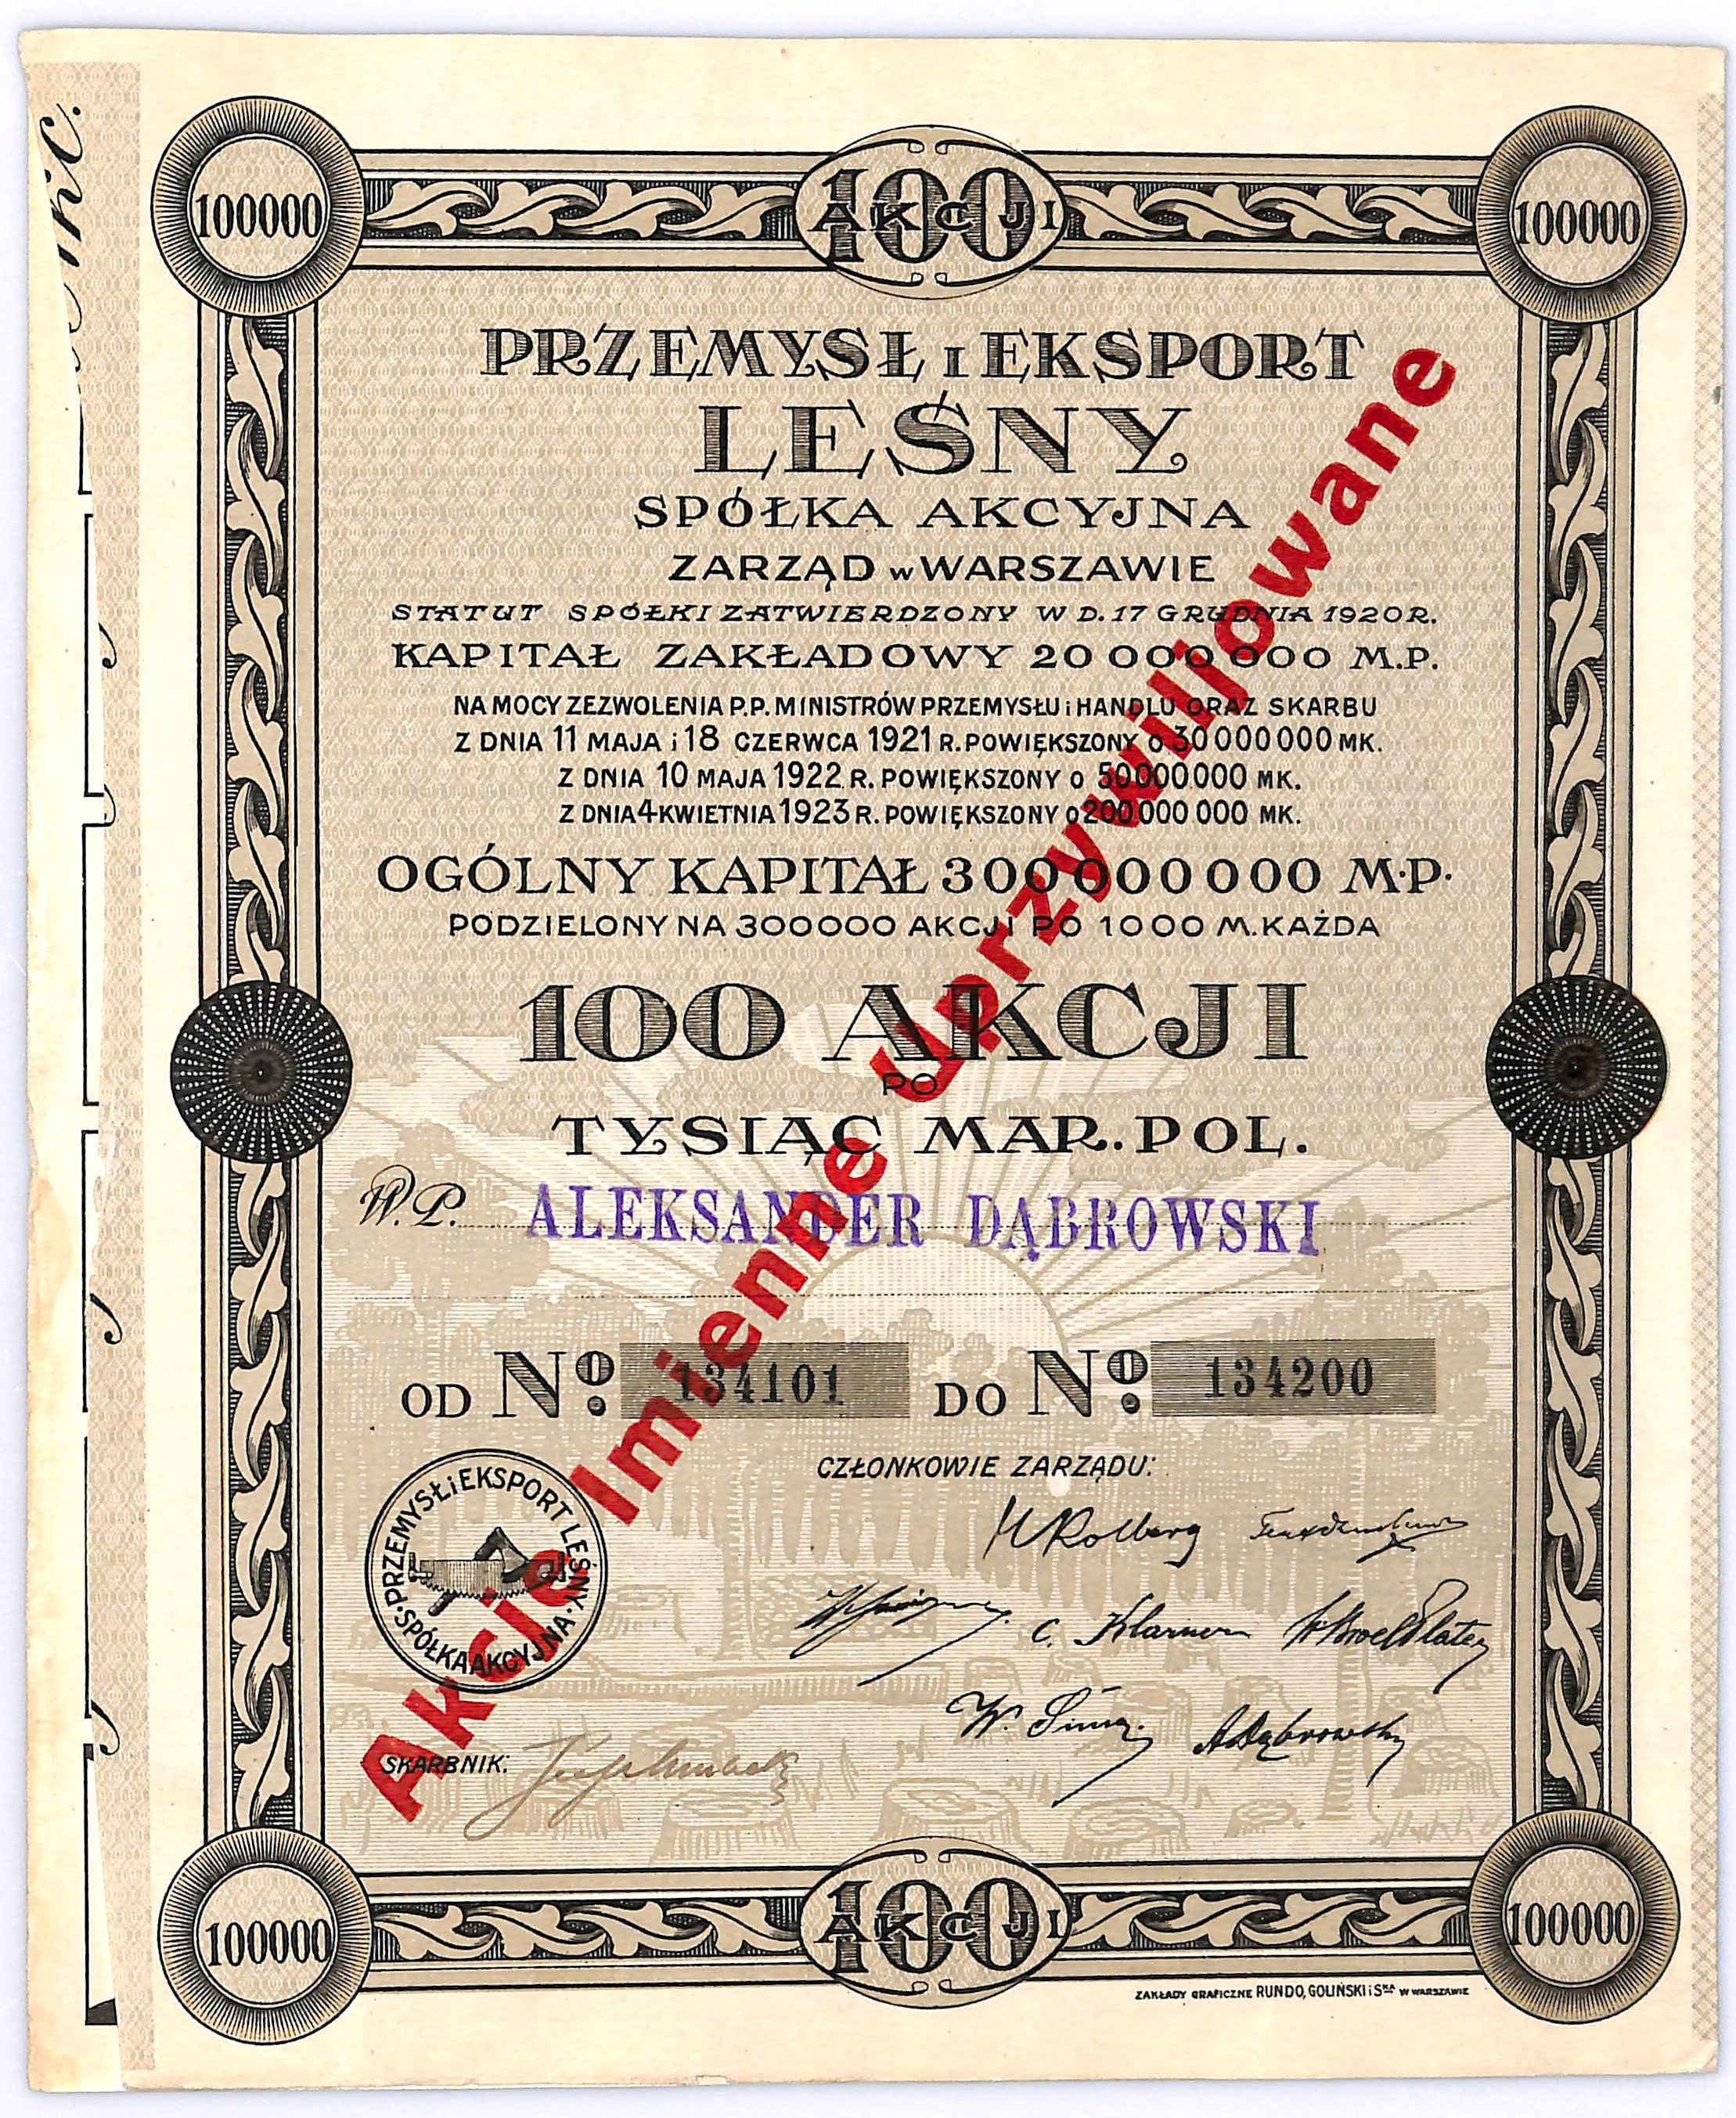 100000
100 AKCJI
100000
PRZEMYSŁ I EKSPORT
LEŚNY
SPÓŁKA AKCYJNA
ZARZĄD w WARSZAWIE
STATUT SPÓŁKI ZATWIERDZONY W D. 17 GRUDNIA 1920 R.
KAPITAŁ ZAKŁADOWY 20 000 000 M.P.
NA MOCY ZEZWOLENIA P.P. MINISTRÓW PRZEMYSŁU i HANDLU ORAZ SKARBU
Z DNIA 11 MAJA i 18 CZERWCA 1921 R. POWIĘKSZONY O 30 000 000 MK.
Z DNIA 10 MAJA 1922 R. POWIĘKSZONY O 50 000 000 MK.
Z DNIA 4 KWIETNIA 1923 R. POWIĘKSZONY O 200 000 000 MK.
OGÓLNY KAPITAŁ 300 000 000 M.P.
PODZIELONY NA 300000 AKCJI PO 1000 M. KAŻDA
100 AKCJI
PO
TYSIĄC MAR. POL.
W. P. ALEKSANDER DĄBROWSKI
OD No. 134101 DO No. 134200
Akcje Imienne uprzywiljowane
CZŁONKOWIE ZARZĄDU:
PRZEMYSŁ i EKSPORT LEŚNY · SPÓŁKA AKCYJNA ·
C. Klarner
ADąbrowski
SKARBNIK:
100000
100 AKCJI
100000
ZAKŁADY GRAFICZNE RUNDO, GOLIŃSKI i SKA W WARSZAWIE